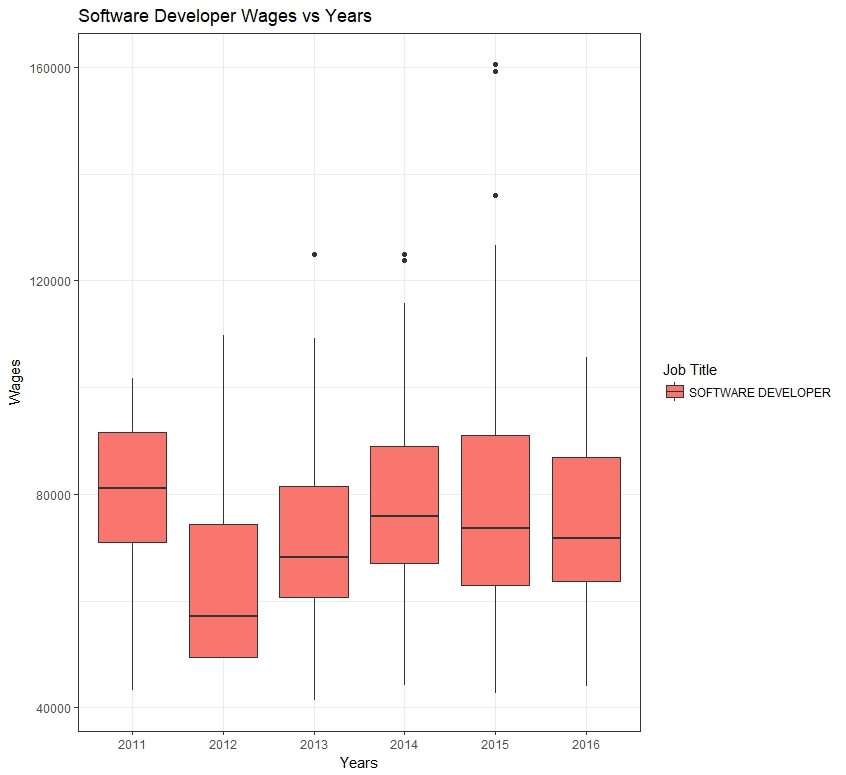 Software Developer Wages vs Years
160000
120000
80000
40000
Wages
2011 2012 2013 2014 2015 2016
Years
Job Title
SOFTWARE DEVELOPER